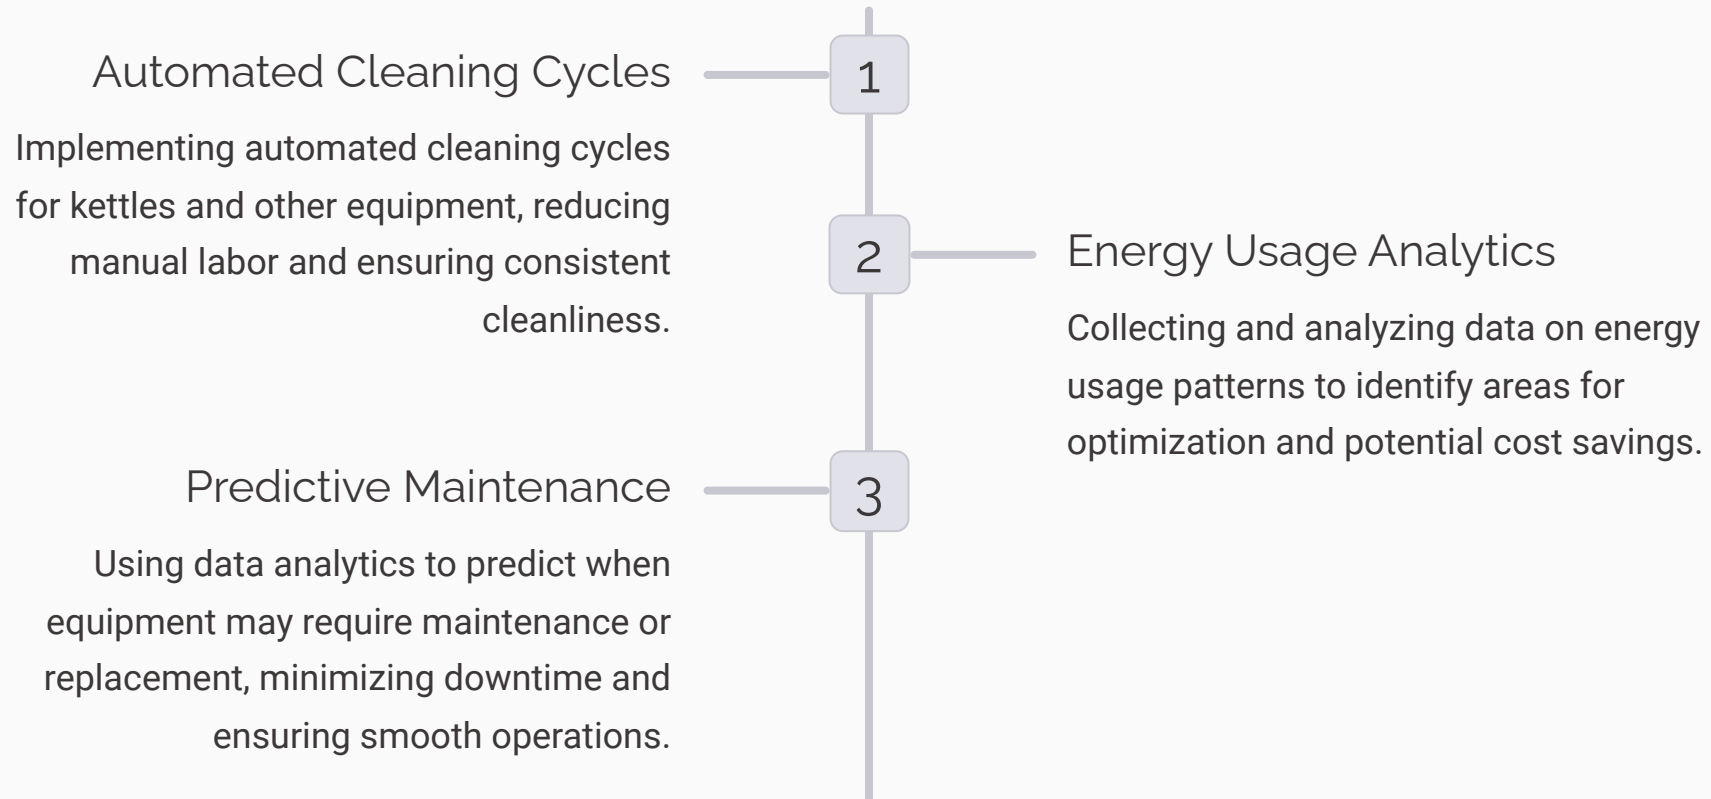 1
Automated Cleaning Cycles
Implementing automated cleaning cycles
for kettles and other equipment, reducing
manual labor and ensuring consistent
cleanliness.
2
Energy Usage Analytics
Collecting and analyzing data on energy
usage patterns to identify areas for
optimization and potential cost savings.
3
Predictive Maintenance
Using data analytics to predict when
equipment may require maintenance or
replacement, minimizing downtime and
ensuring smooth operations.